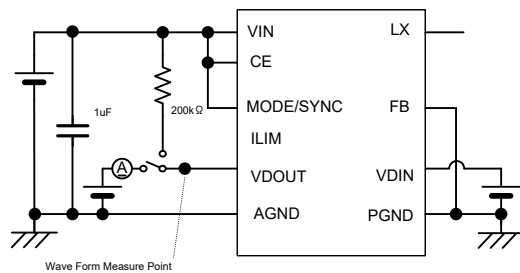 VIN
LX
CE
1uF
200kΩ
MODE/SYNC
FB
ILIM
A
VDOUT
VDIN
AGND
PGND
Wave Form Measure Point